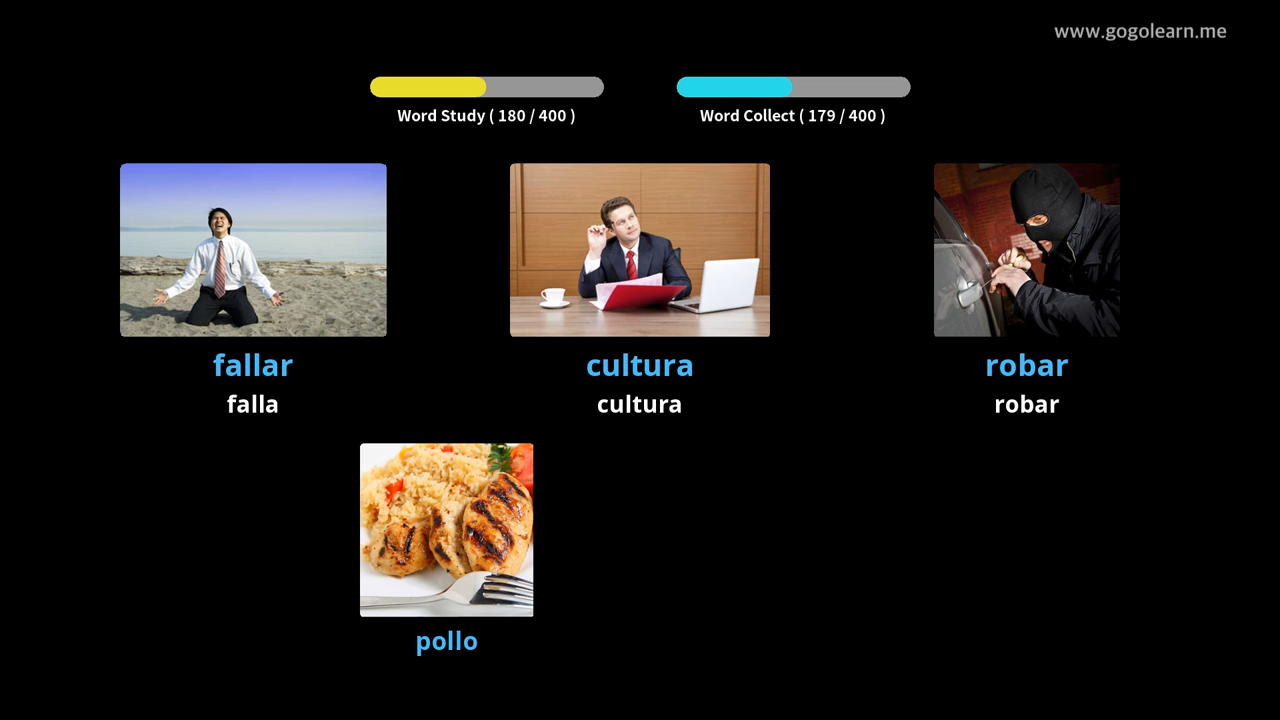 www.gogolearn.me
Word Study ( 180 / 400 )
Word Collect ( 179 / 400 )
fallar
falla
cultura
cultura
robar
robar
pollo